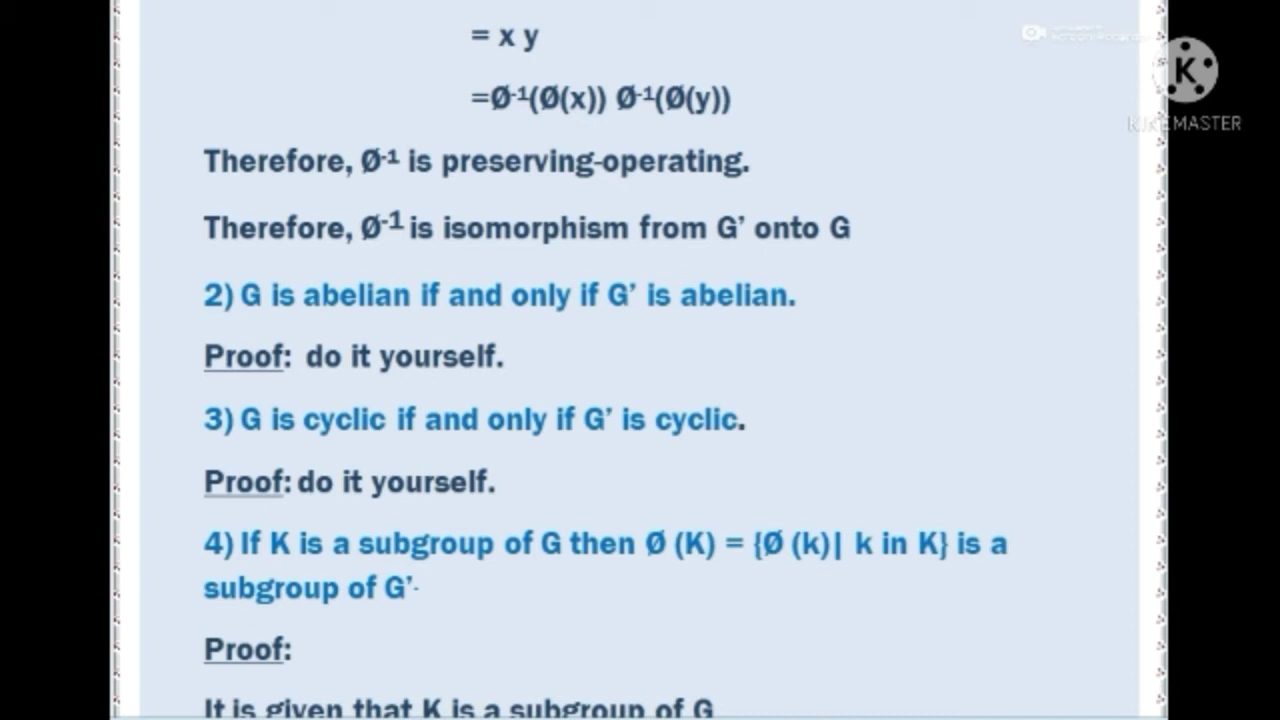 = x y
=Ø-¹(Ø(x)) Ø-¹(Ø(y))
Therefore, Ø-¹ is preserving-operating.
Therefore, Ø-1 is isomorphism from G’ onto G
2) G is abelian if and only if G’ is abelian.
Proof: do it yourself.
3) G is cyclic if and only if G’ is cyclic.
Proof: do it yourself.
4) If K is a subgroup of G then Ø (K) = {Ø (k)| k in K} is a
subgroup of G’.
Proof:
It is given that K is a subgroup of G
K
KINEMASTER